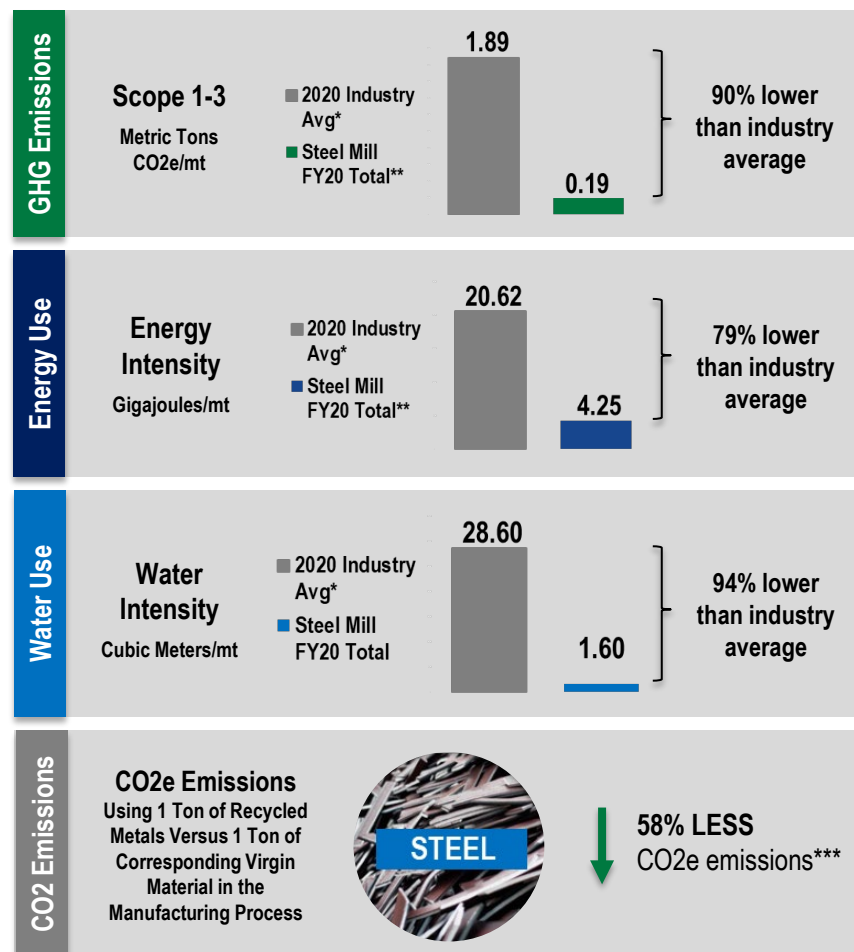 GHG Emissions
Scope 1-3
Metric Tons
CO2e/mt
2020 Industry
Avg*
Steel Mill
FY20 Total**
1.89
0.19
90% lower
than industry
average
Energy Use
Energy
Intensity
Gigajoules/mt
2020 Industry
Avg*
Steel Mill
FY20 Total**
20.62
4.25
79% lower
than industry
average
Water Use
Water
Intensity
Cubic Meters/mt
2020 Industry
Avg*
Steel Mill
FY20 Total
28.60
1.60
94% lower
than industry
average
CO2 Emissions
CO2e Emissions
Using 1 Ton of Recycled
Metals Versus 1 Ton of
Corresponding Virgin
Material in the
Manufacturing Process
STEEL
58% LESS
CO2e emissions***